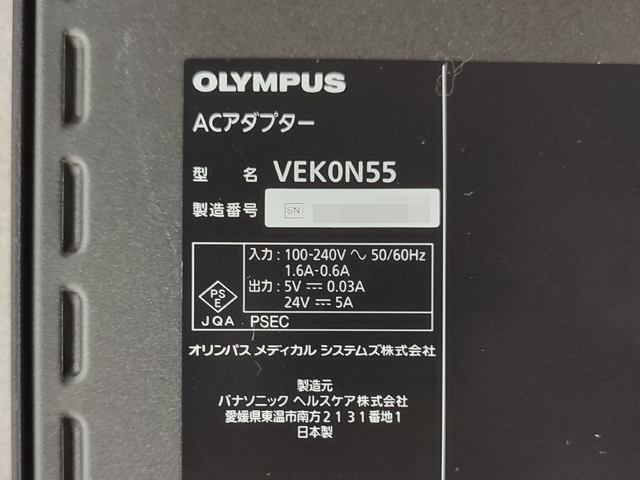 OLYMPUS
ACアダプター
型 名 VEK0N55
製造番号 SN
入力 : 100-240V ～ 50/60Hz
1.6A-0.6A
出力 : 5V ⎓ 0.03A
24V ⎓ 5A
PS
E
JQA PSEC
オリンパス メディカル システムズ株式会社
製造元
パナソニック ヘルスケア株式会社
愛媛県東温市南方2131番地1
日本製